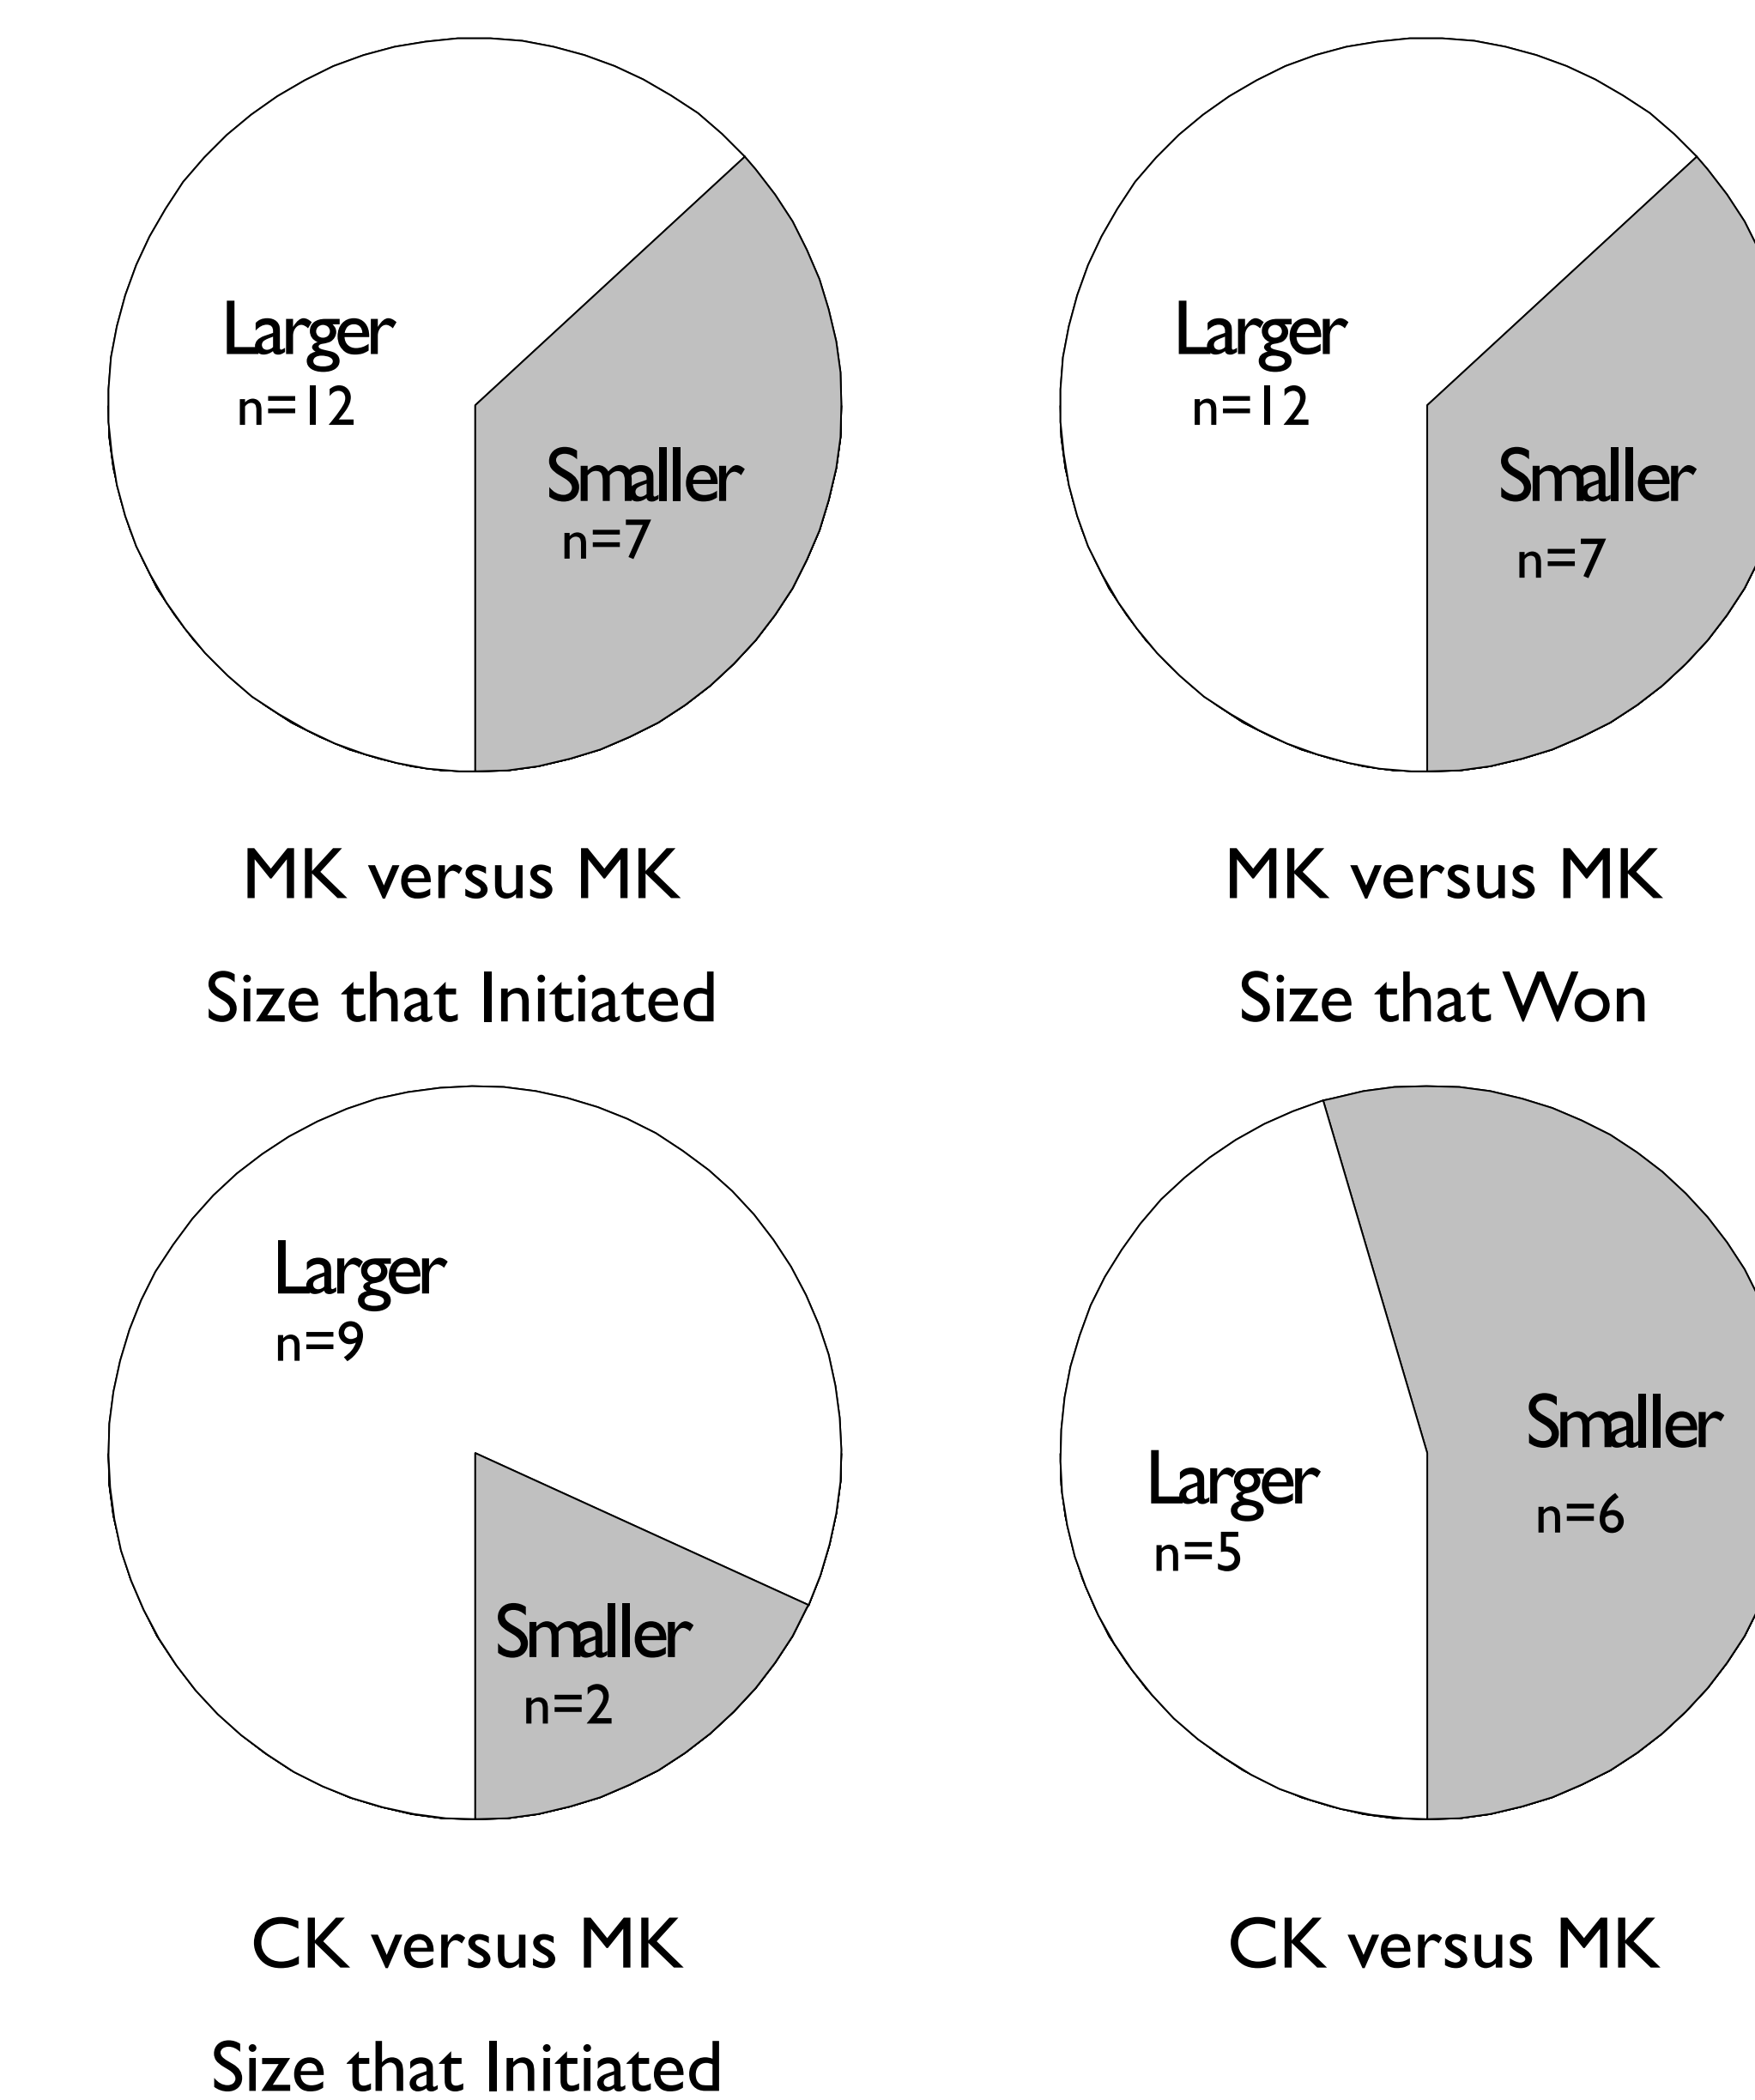 Larger
n=12
Smaller
n=7
MK versus MK
Size that Initiated
Larger
n=12
Smaller
n=7
MK versus MK
Size that Won
Larger
n=9
Smaller
n=2
CK versus MK
Size that Initiated
Larger
n=5
Smaller
n=6
CK versus MK